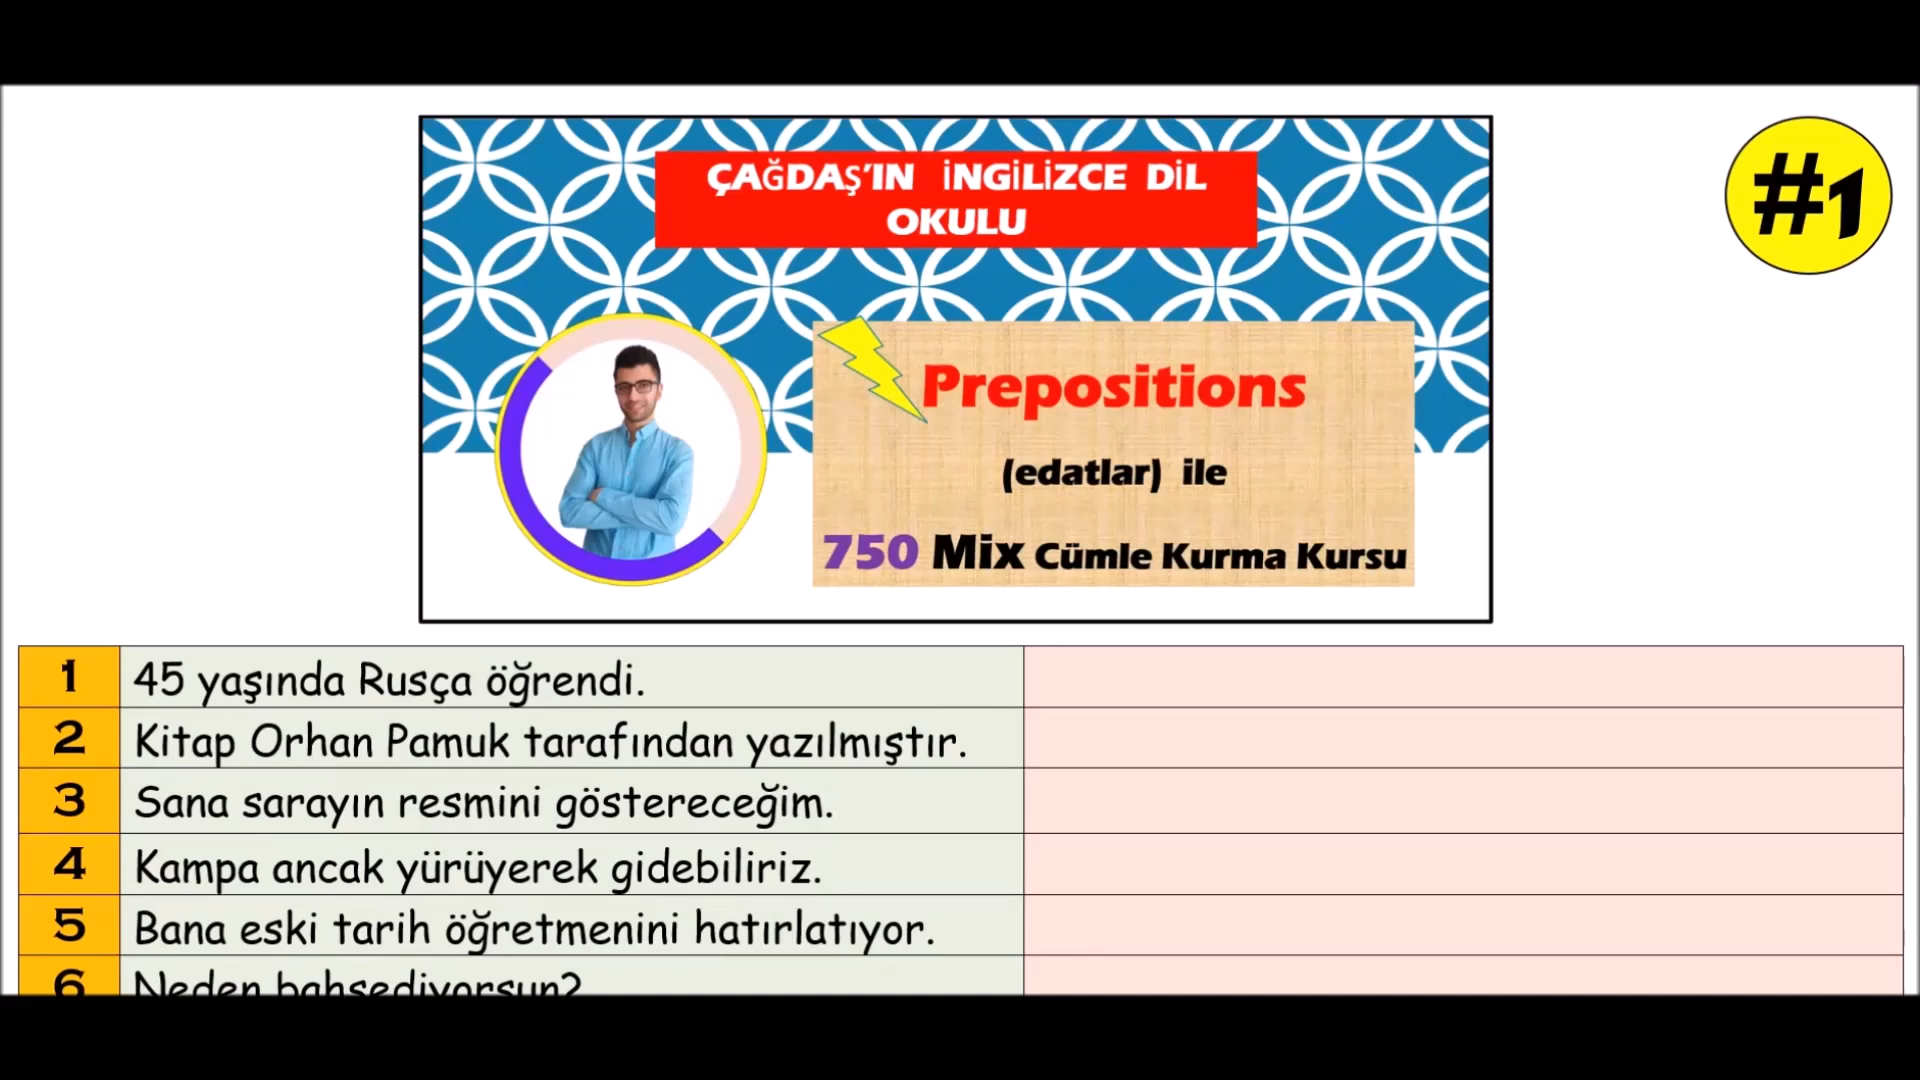 ÇAĞDAŞ'IN İNGİLİZCE DİL
OKULU
#1
Prepositions
(edatlar) ile
750 Mix Cümle Kurma Kursu
1 45 yaşında Rusça öğrendi.
2 Kitap Orhan Pamuk tarafından yazılmıştır.
3 Sana sarayın resmini göstereceğim.
4 Kampa ancak yürüyerek gidebiliriz.
5 Bana eski tarih öğretmenini hatırlatıyor.
6 Neden bahsediyorsun?